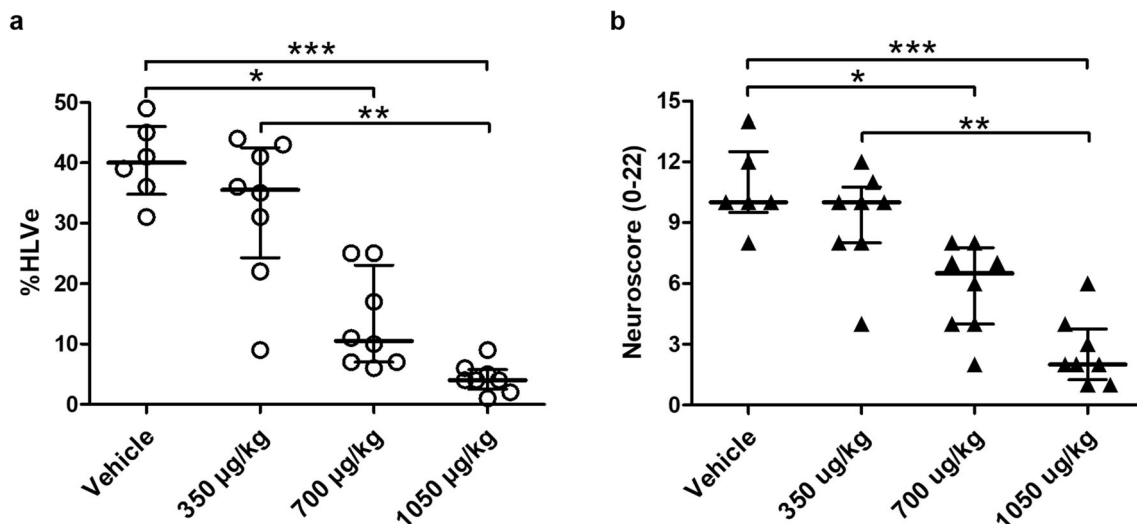 a
***
*
**
50
40
30
20
10
0
%HLVe
Vehicle
350 µg/kg
700 µg/kg
1050 µg/kg
b
***
*
**
15
12
9
6
3
0
Neuroscore (0-22)
Vehicle
350 ug/kg
700 ug/kg
1050 ug/kg